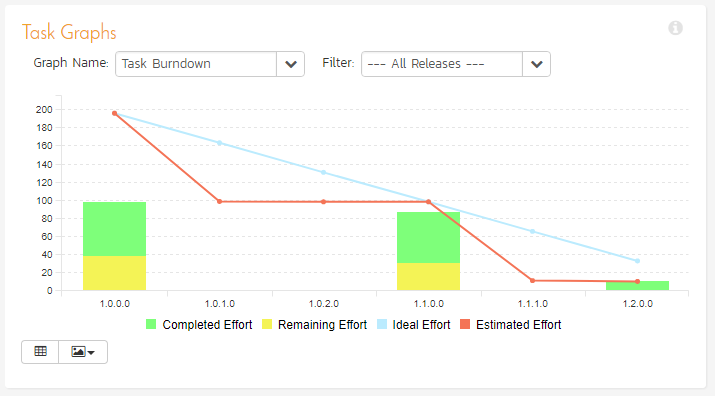 Task Graphs
Graph Name: Task Burndown Filter: --- All Releases ---
200
180
160
140
120
100
80
60
40
20
0
1.0.0.0 1.0.1.0 1.0.2.0 1.1.0.0 1.1.1.0 1.2.0.0
Completed Effort Remaining Effort Ideal Effort Estimated Effort